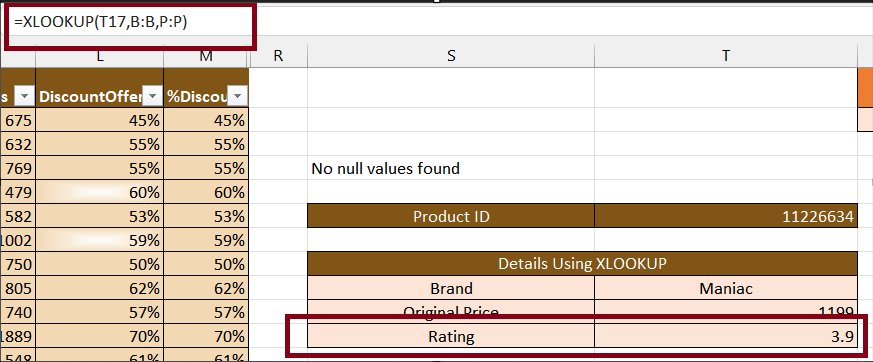 =XLOOKUP(T17,B:B,P:P)
L M R S T
s DiscountOffer %Discou
675 45% 45%
632 55% 55%
769 55% 55% No null values found
479 60% 60%
582 53% 53% Product ID 11226634
1002 59% 59%
750 50% 50% Details Using XLOOKUP
805 62% 62% Brand Maniac
740 57% 57% Original Price 1199
1889 70% 70% Rating 3.9
548 61% 61%